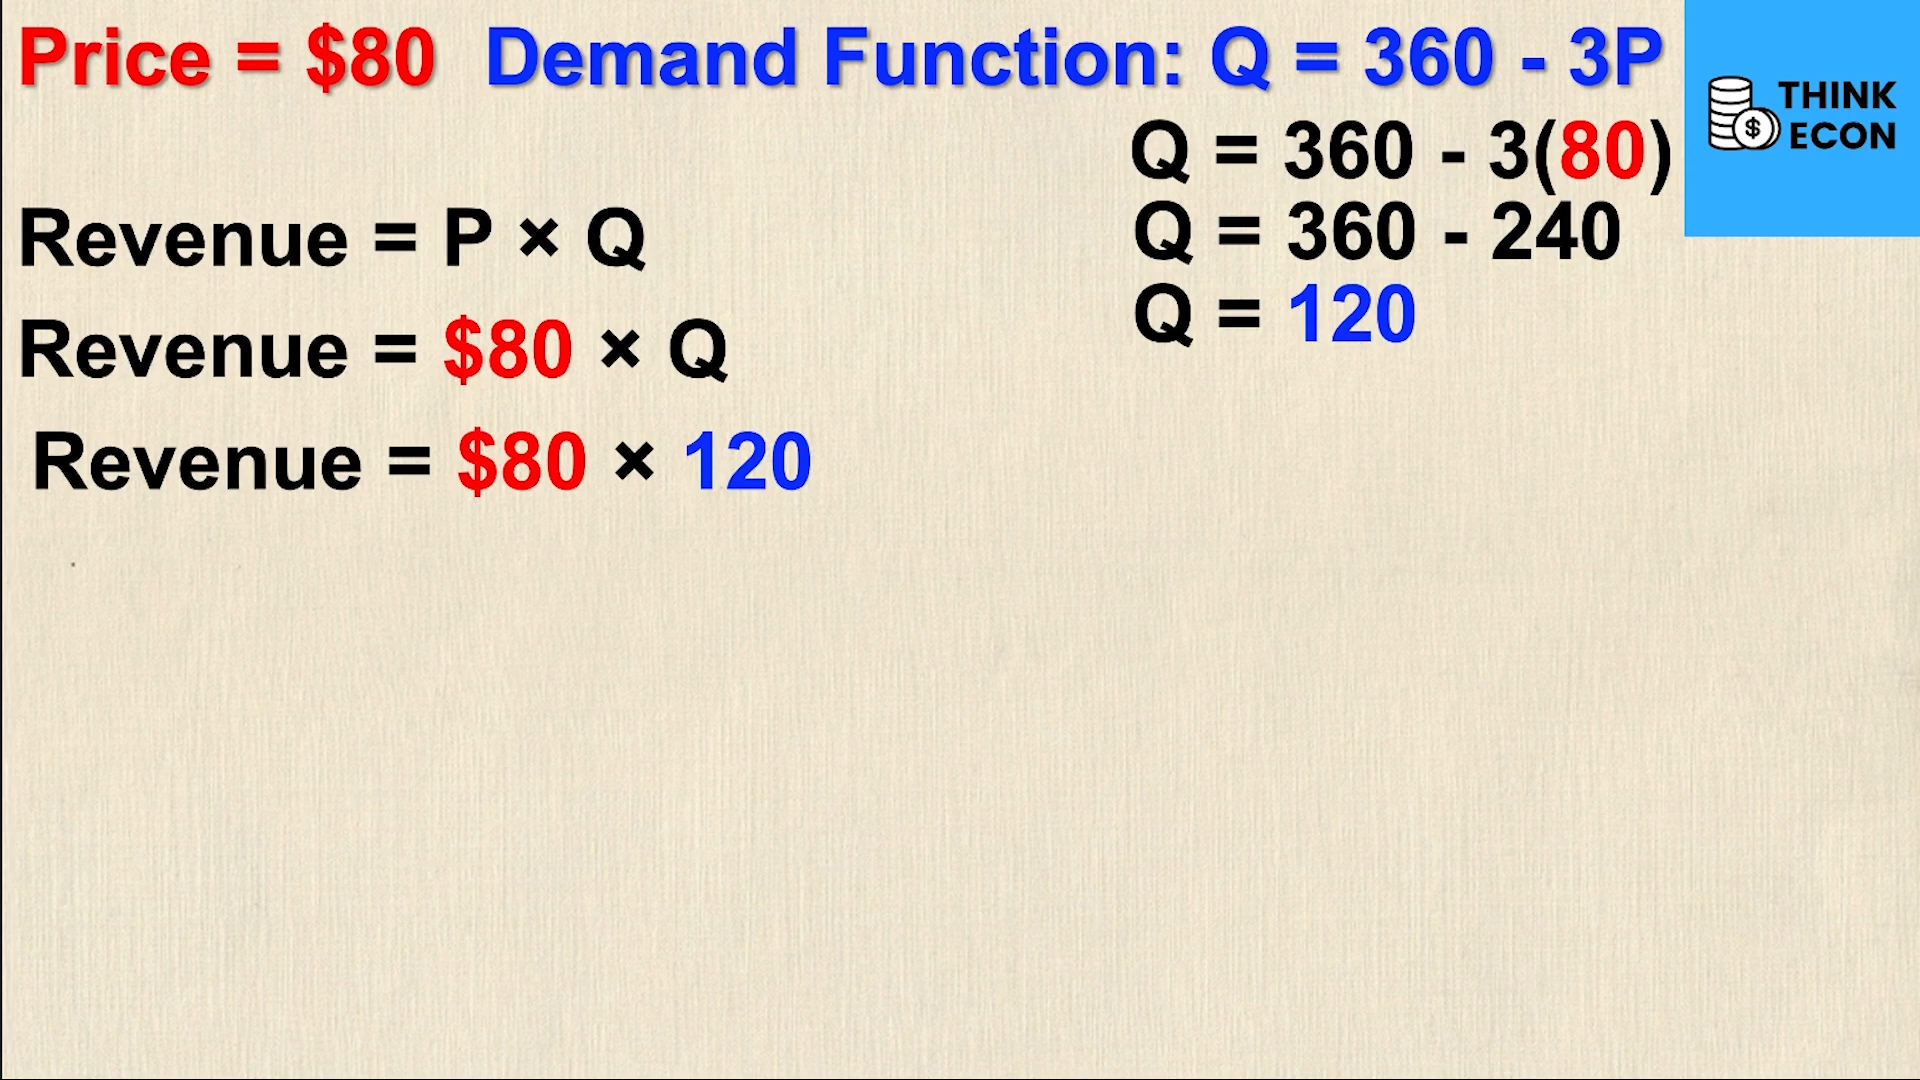 Price = $80 Demand Function: Q = 360 - 3P
THINK
ECON
Q = 360 - 3(80)
Q = 360 - 240
Q = 120
Revenue = P × Q
Revenue = $80 × Q
Revenue = $80 × 120